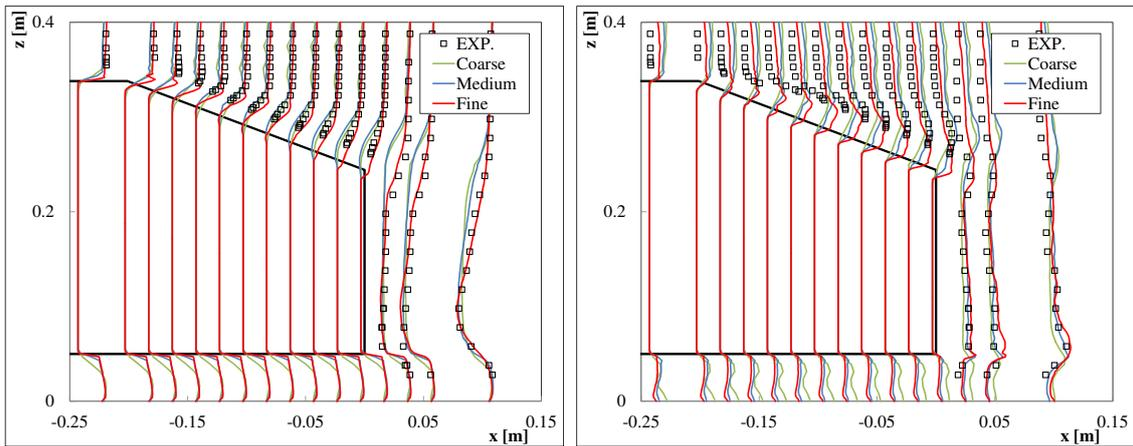 z [m]
0.4
0.2
0
-0.25
-0.15
-0.05
0.05
0.15
x [m]
EXP.
Coarse
Medium
Fine
z [m]
0.4
0.2
0
-0.25
-0.15
-0.05
0.05
0.15
x [m]
EXP.
Coarse
Medium
Fine